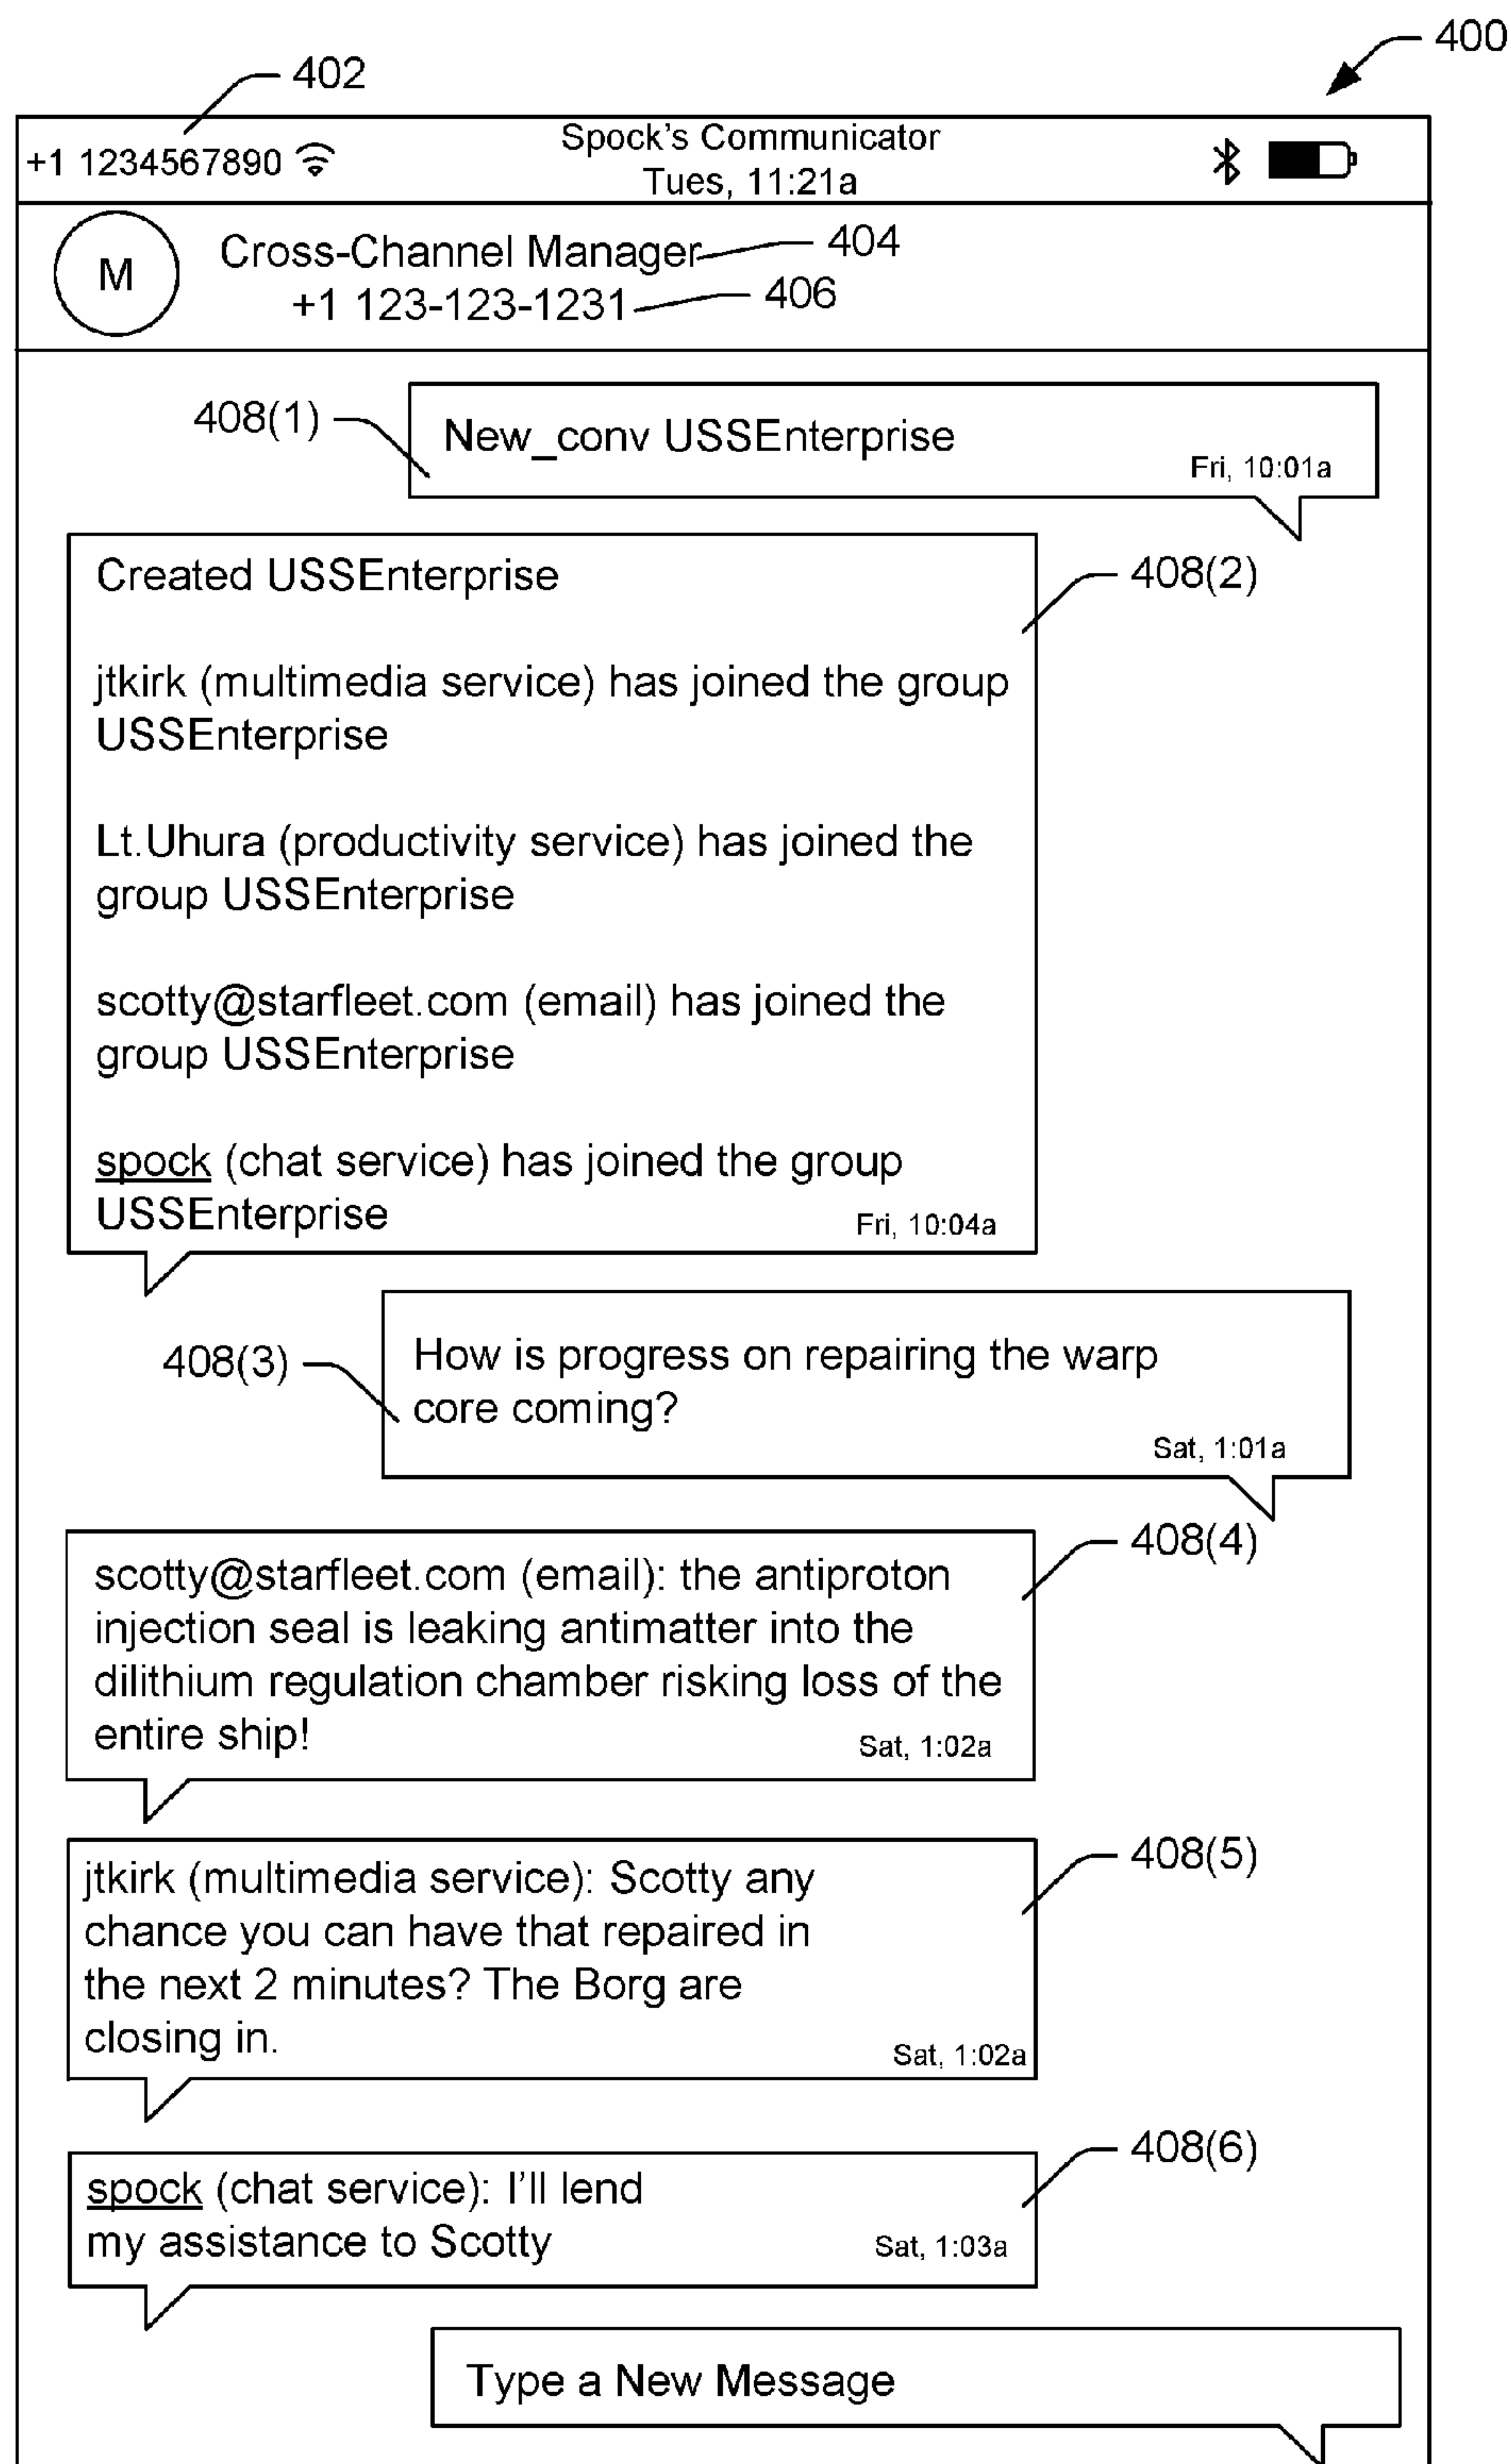 400
402
+1 1234567890
Spock's Communicator
Tues, 11:21a
M
Cross-Channel Manager
404
+1 123-123-1231
406
408(1)
New_conv USSEnterprise
Fri, 10:01a
Created USSEnterprise
408(2)
jtkirk (multimedia service) has joined the group
USSEnterprise
Lt.Uhura (productivity service) has joined the
group USSEnterprise
scotty@starfleet.com (email) has joined the
group USSEnterprise
spock (chat service) has joined the group
USSEnterprise
Fri, 10:04a
408(3)
How is progress on repairing the warp
core coming?
Sat, 1:01a
408(4)
scotty@starfleet.com (email): the antiproton
injection seal is leaking antimatter into the
dilithium regulation chamber risking loss of the
entire ship!
Sat, 1:02a
408(5)
jtkirk (multimedia service): Scotty any
chance you can have that repaired in
the next 2 minutes? The Borg are
closing in.
Sat, 1:02a
408(6)
spock (chat service): I'll lend
my assistance to Scotty
Sat, 1:03a
Type a New Message